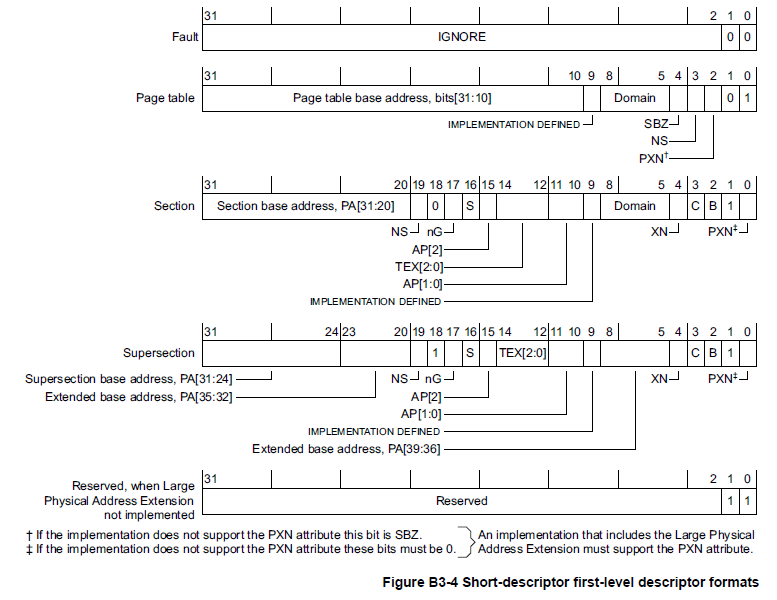 31 2 1 0
Fault IGNORE 0 0
31 10 9 8 5 4 3 2 1 0
Page table Page table base address, bits[31:10] Domain 0 1
IMPLEMENTATION DEFINED SBZ
NS
PXN†
31 20 19 18 17 16 15 14 12 11 10 9 8 5 4 3 2 1 0
Section Section base address, PA[31:20] 0 S Domain C B 1
NS nG XN PXN‡
AP[2]
TEX[2:0]
AP[1:0]
IMPLEMENTATION DEFINED
31 24 23 20 19 18 17 16 15 14 12 11 10 9 8 5 4 3 2 1 0
Supersection 1 S TEX[2:0] C B 1
Supersection base address, PA[31:24] NS nG XN PXN‡
Extended base address, PA[35:32] AP[2]
AP[1:0]
IMPLEMENTATION DEFINED
Extended base address, PA[39:36]
31 2 1 0
Reserved, when Large
Physical Address Extension Reserved 1 1
not implemented
† If the implementation does not support the PXN attribute this bit is SBZ. An implementation that includes the Large Physical
‡ If the implementation does not support the PXN attribute these bits must be 0. Address Extension must support the PXN attribute.
Figure B3-4 Short-descriptor first-level descriptor formats